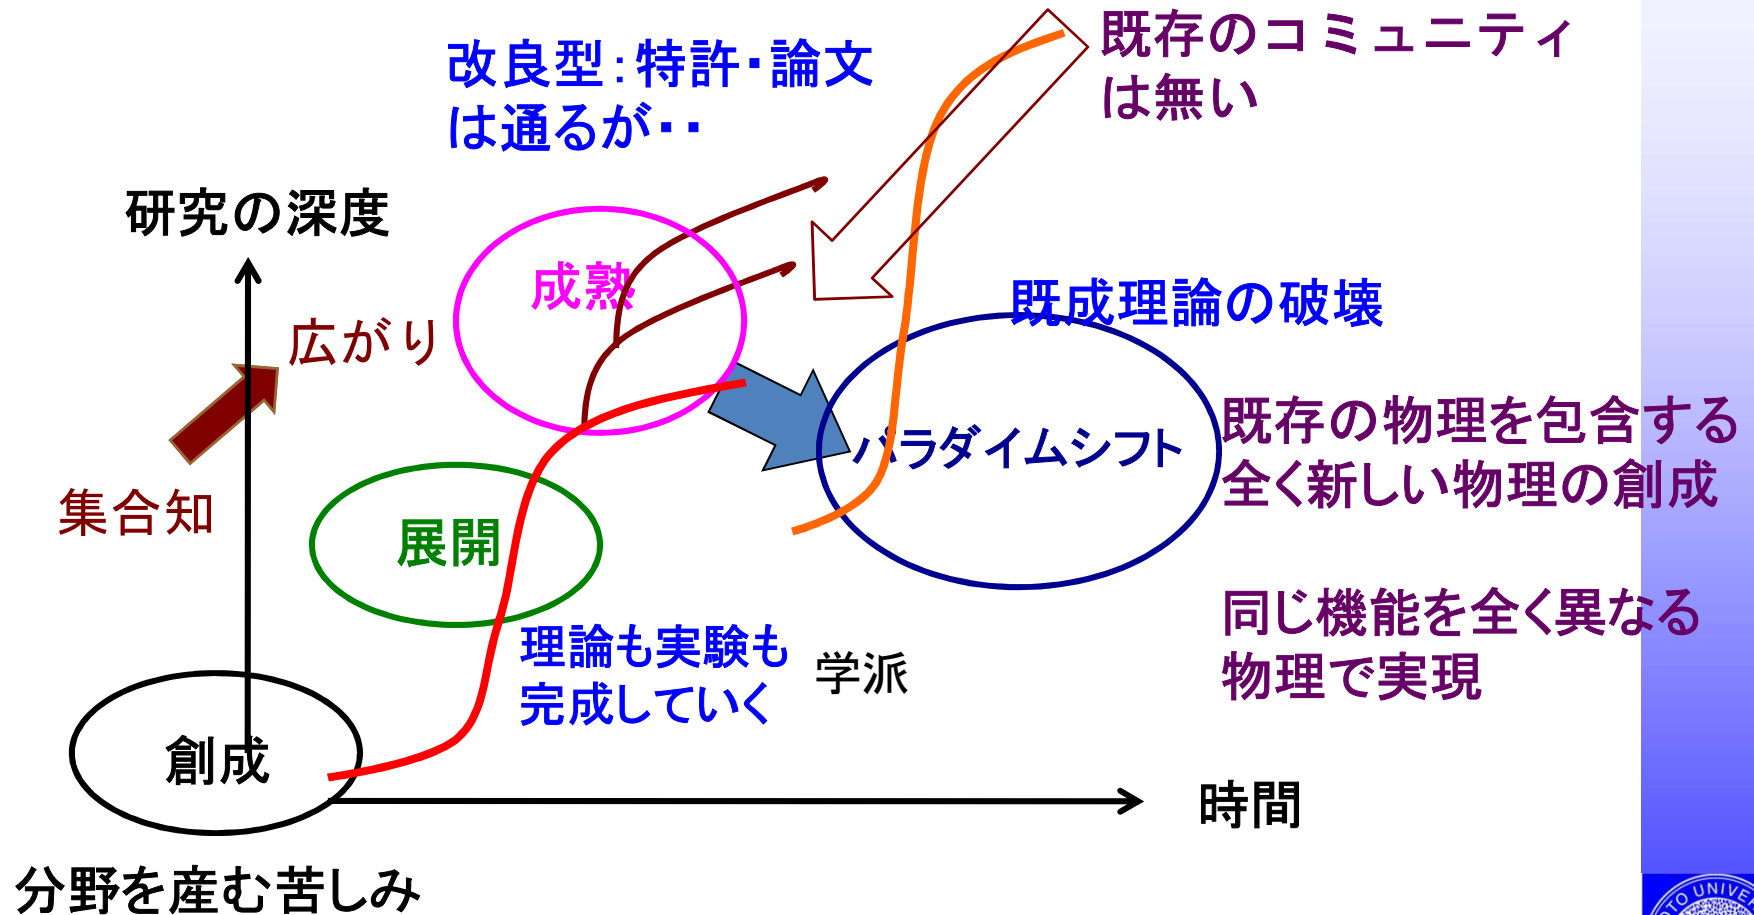 既存のコミュニティ
は無い
改良型：特許・論文
は通るが・・
研究の深度
成熟
広がり
既成理論の破壊
パラダイムシフト
既存の物理を包含する
全く新しい物理の創成
集合知
展開
同じ機能を全く異なる
物理で実現
理論も実験も
完成していく
学派
創成
時間
分野を産む苦しみ